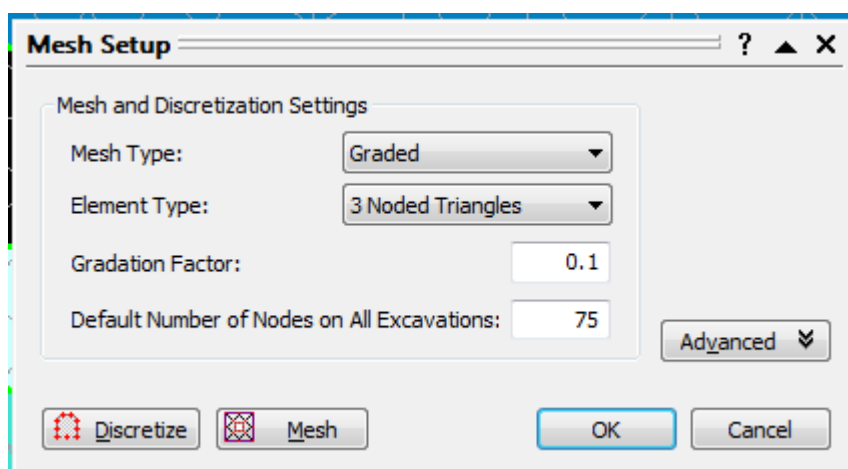 Mesh Setup ?
Mesh and Discretization Settings
Mesh Type: Graded
Element Type: 3 Noded Triangles
Gradation Factor: 0.1
Default Number of Nodes on All Excavations: 75
Advanced
Discretize Mesh OK Cancel